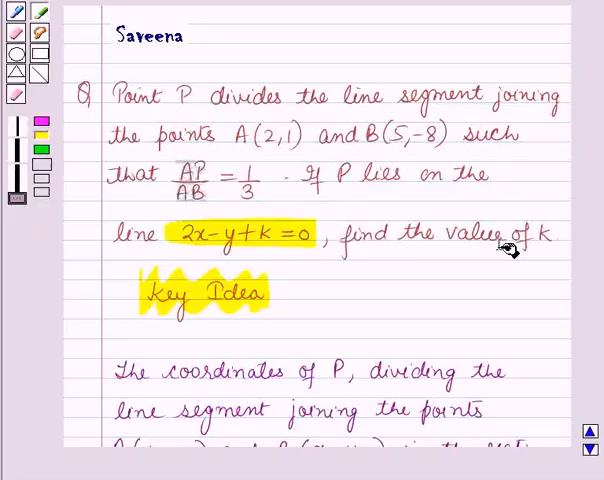 Saveena
Q Point P divides the line segment joining
the points A(2,1) and B(5,-8) such
that AP/AB = 1/3 . If P lies on the
line 2x-y+k=0, find the value of k.
Key Idea
The coordinates of P, dividing the
line segment joining the points